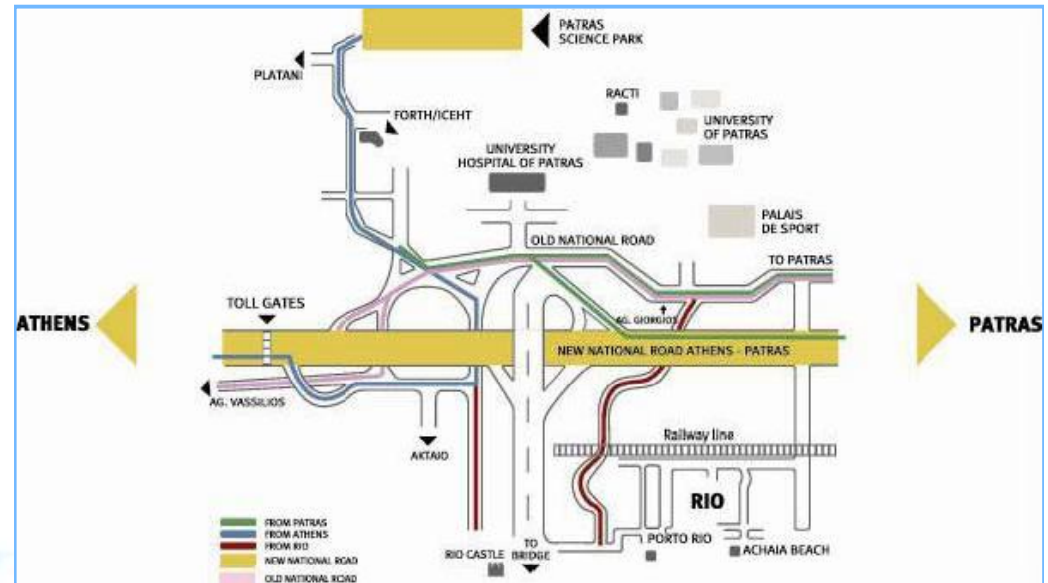 PATRAS
SCIENCE PARK
PLATANI
RACTI
FORTH/ICEHT
UNIVERSITY
OF PATRAS
UNIVERSITY
HOSPITAL OF PATRAS
PALAIS
DE SPORT
OLD NATIONAL ROAD
TO PATRAS
TOLL GATES
AG. GIORGIOS
ATHENS
PATRAS
NEW NATIONAL ROAD ATHENS - PATRAS
AG. VASSILIOS
AKTAIO
Railway line
RIO
FROM PATRAS
FROM ATHENS
FROM RIO
NEW NATIONAL ROAD
OLD NATIONAL ROAD
RIO CASTLE
TO
BRIDGE
PORTO RIO
ACHAIA BEACH